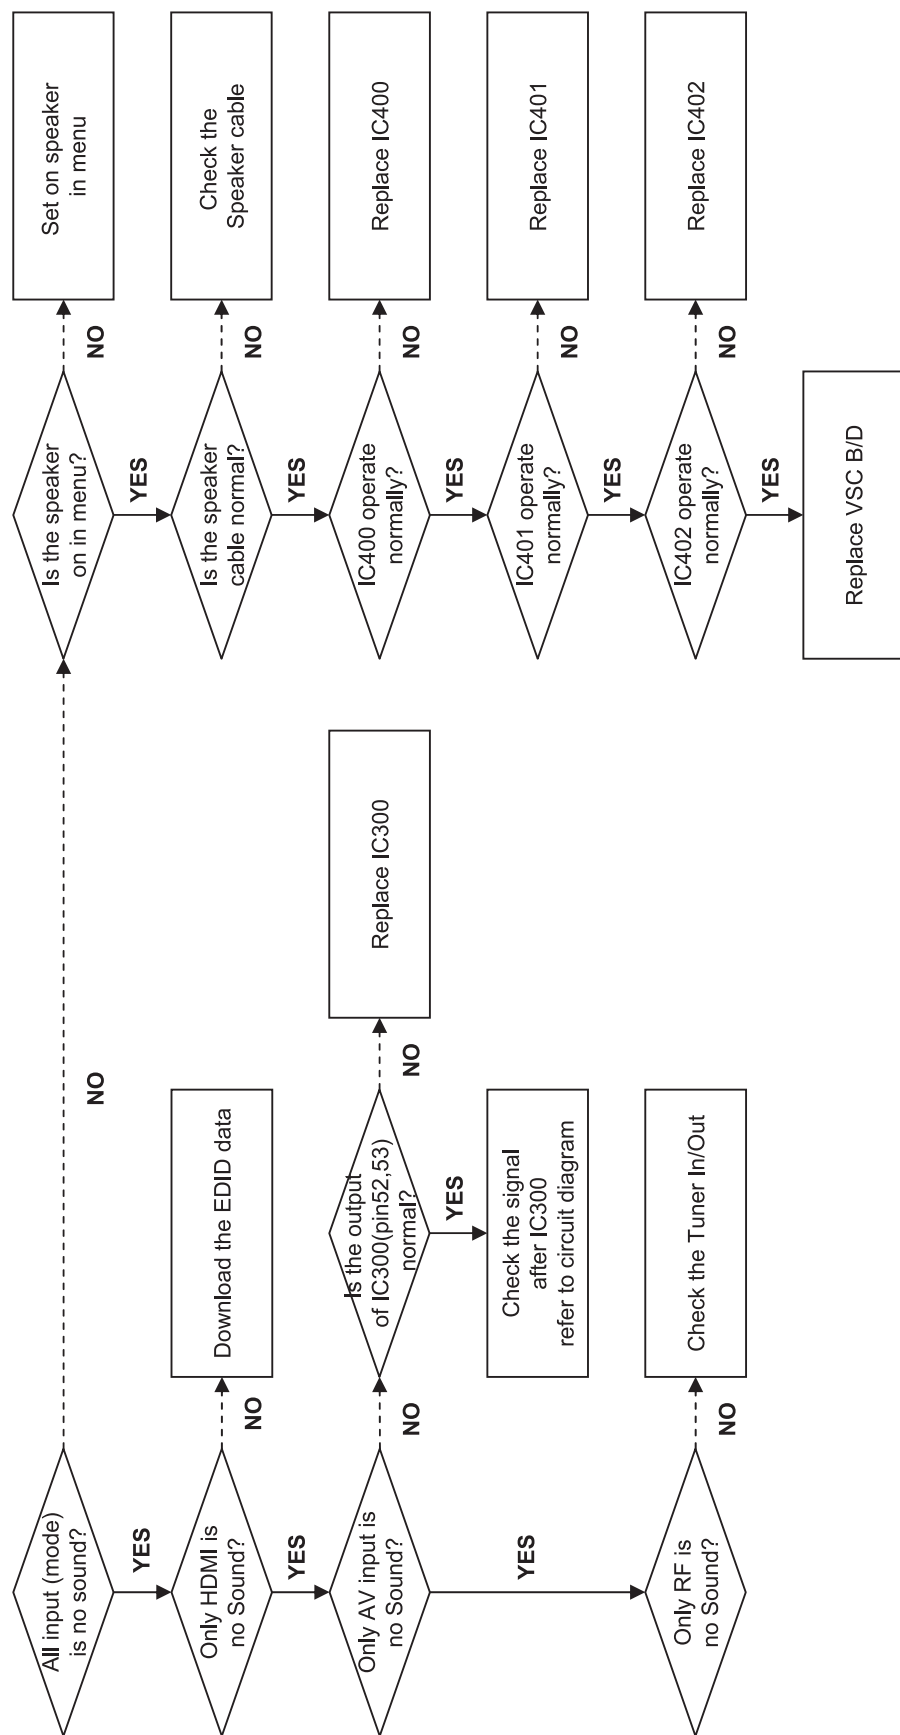 All input (mode)
is no sound?
NO
Is the speaker
on in menu?
NO
Set on speaker
in menu
YES
YES
Only HDMI is
no Sound?
NO
Download the EDID data
Is the speaker
cable normal?
NO
Check the
Speaker cable
YES
YES
Only AV input is
no Sound?
NO
Is the output
of IC300(pin52,53)
normal?
NO
Replace IC300
IC400 operate
normally?
NO
Replace IC400
YES
YES
YES
Check the signal
after IC300
refer to circuit diagram
IC401 operate
normally?
NO
Replace IC401
YES
Only RF is
no Sound?
NO
Check the Tuner In/Out
IC402 operate
normally?
NO
Replace IC402
YES
Replace VSC B/D